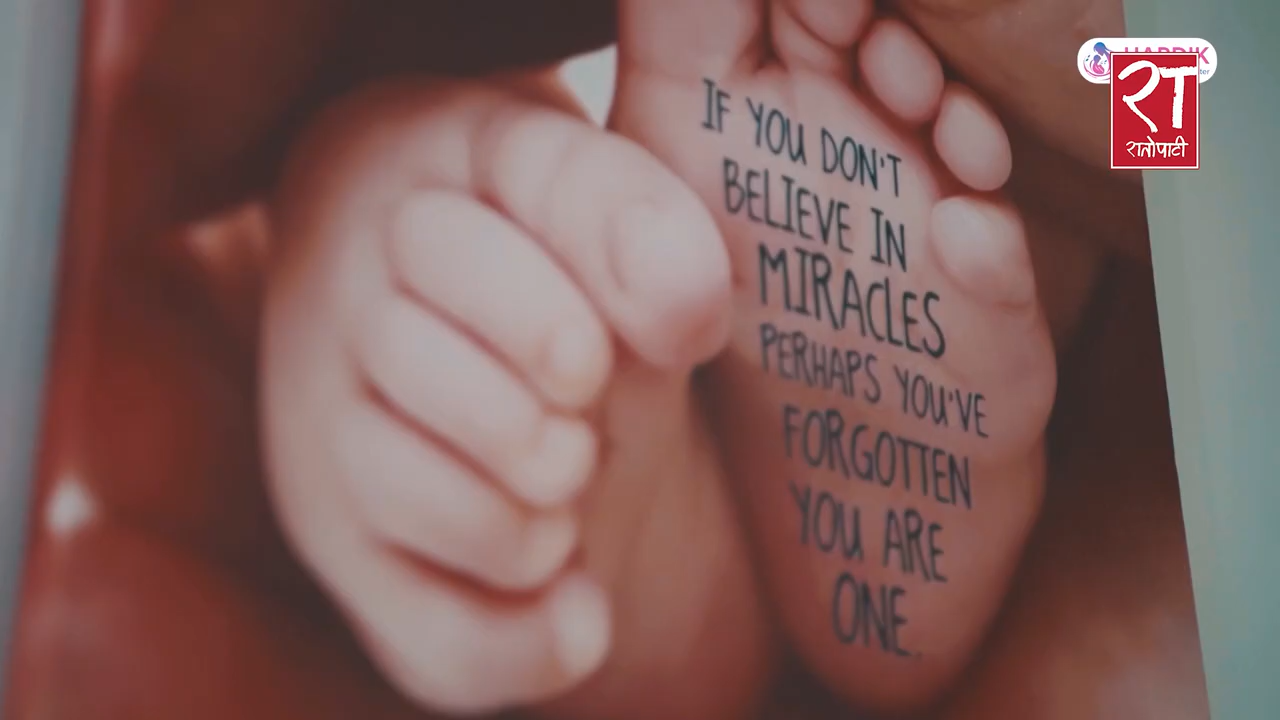 IF YOU DON'T
BELIEVE IN
MIRACLES
PERHAPS YOU'VE
FORGOTTEN
YOU ARE
ONE.
रा
रातोपाटी